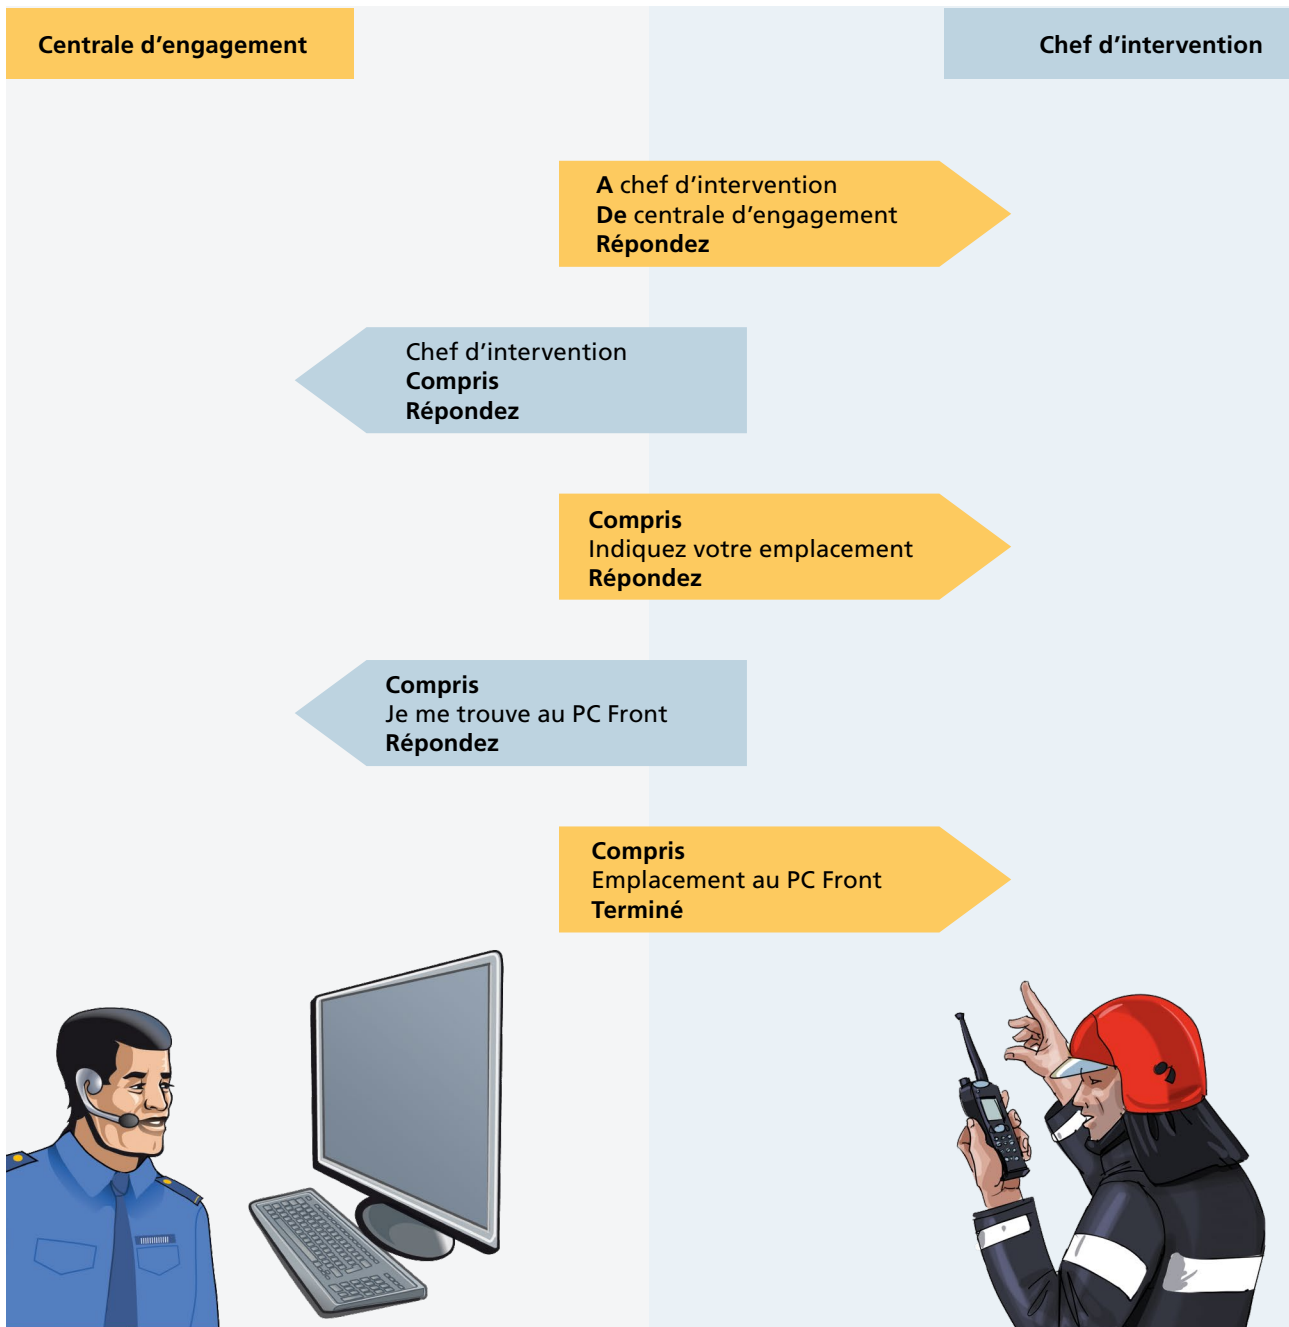 Centrale d’engagement
Chef d’intervention
A chef d’intervention
De centrale d’engagement
Répondez
Chef d’intervention
Compris
Répondez
Compris
Indiquez votre emplacement
Répondez
Compris
Je me trouve au PC Front
Répondez
Compris
Emplacement au PC Front
Terminé